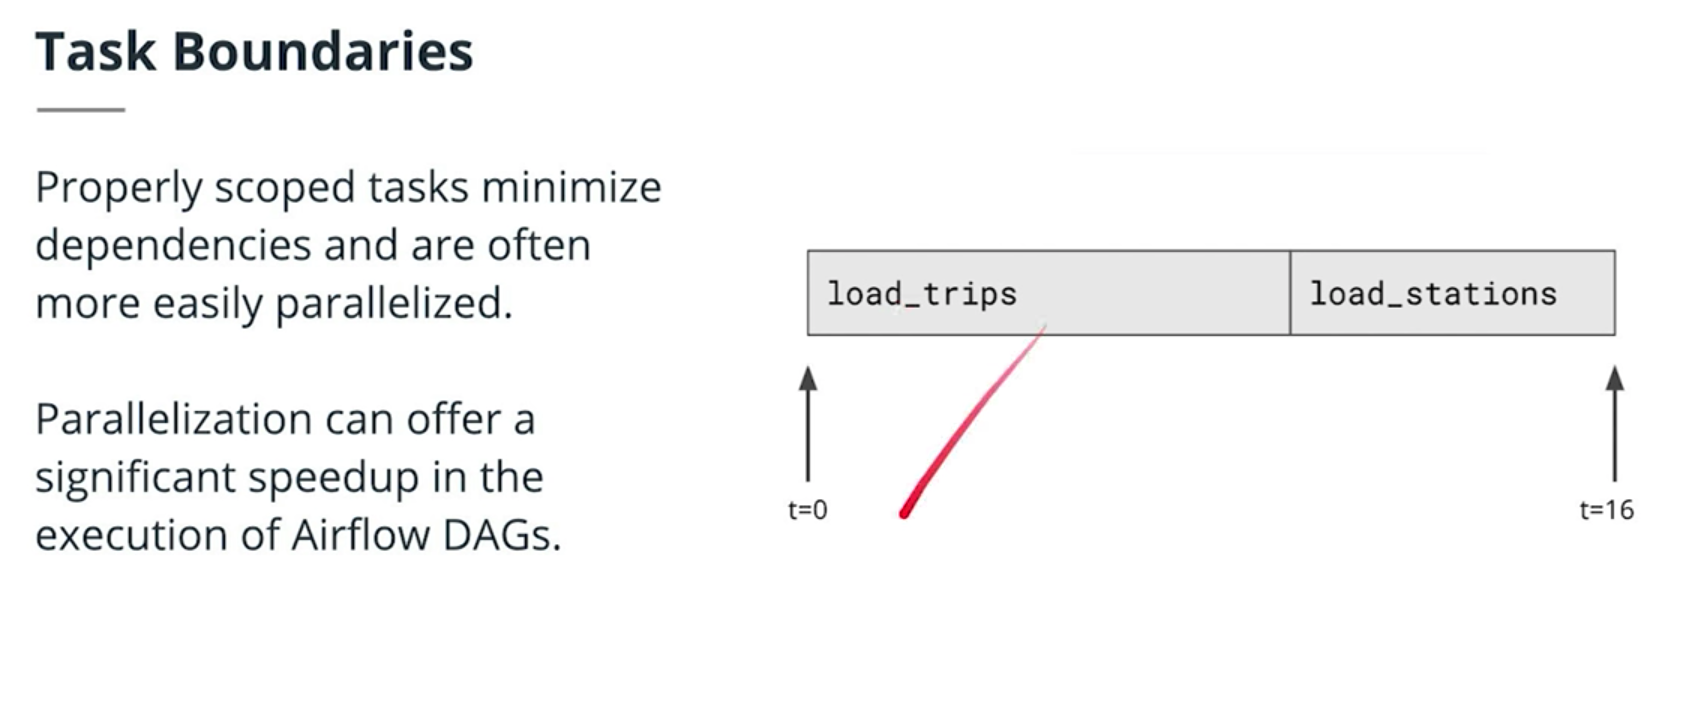 Task Boundaries
Properly scoped tasks minimize
dependencies and are often
more easily parallelized.
Parallelization can offer a
significant speedup in the
execution of Airflow DAGs.
load_trips
load_stations
t=0
t=16